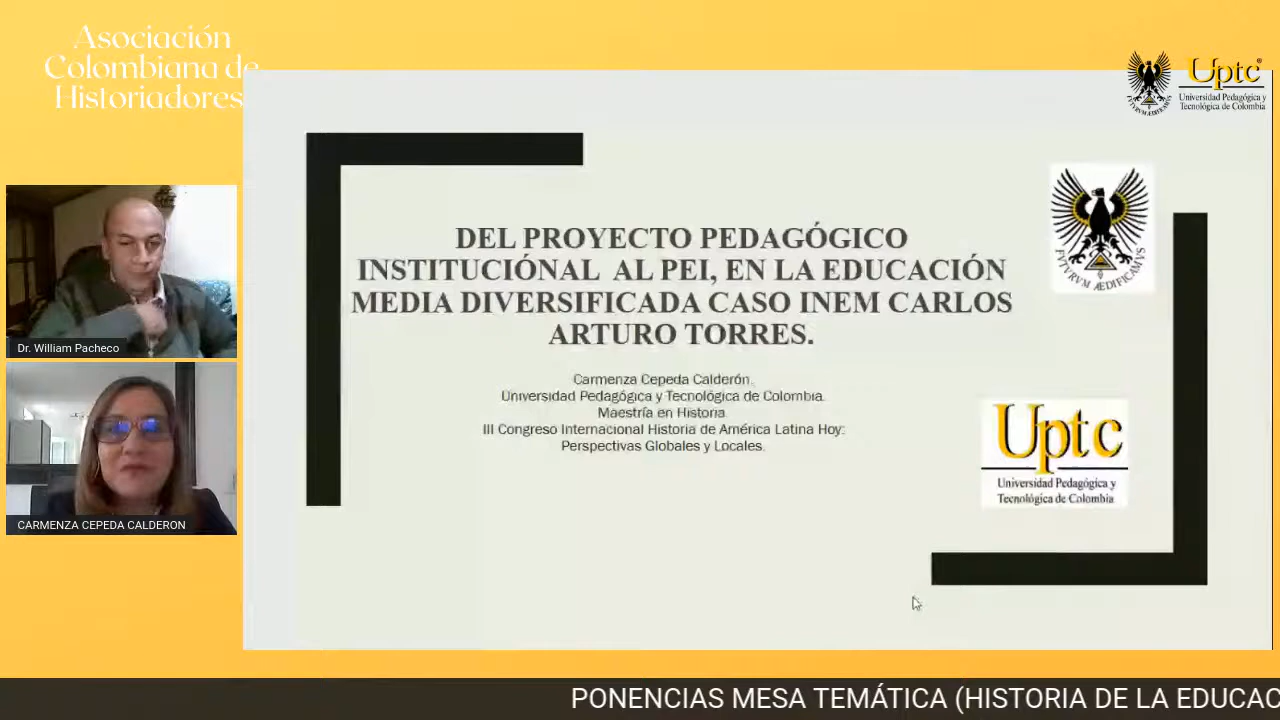 Asociación
Colombiana de
Historiadores
Uptc
Universidad Pedagógica y
Tecnológica de Colombia
FVTVRVM ÆDIFICAMVS
DEL PROYECTO PEDAGÓGICO
INSTITUCIÓNAL AL PEI, EN LA EDUCACIÓN
MEDIA DIVERSIFICADA CASO INEM CARLOS
ARTURO TORRES.
Carmenza Cepeda Calderón.
Universidad Pedagógica y Tecnológica de Colombia.
Maestría en Historia
III Congreso Internacional Historia de América Latina Hoy:
Perspectivas Globales y Locales.
FVTVRVM ÆDIFICAMVS
Uptc
Universidad Pedagógica y
Tecnológica de Colombia
Dr. William Pacheco
CARMENZA CEPEDA CALDERON
PONENCIAS MESA TEMÁTICA (HISTORIA DE LA EDUCAC